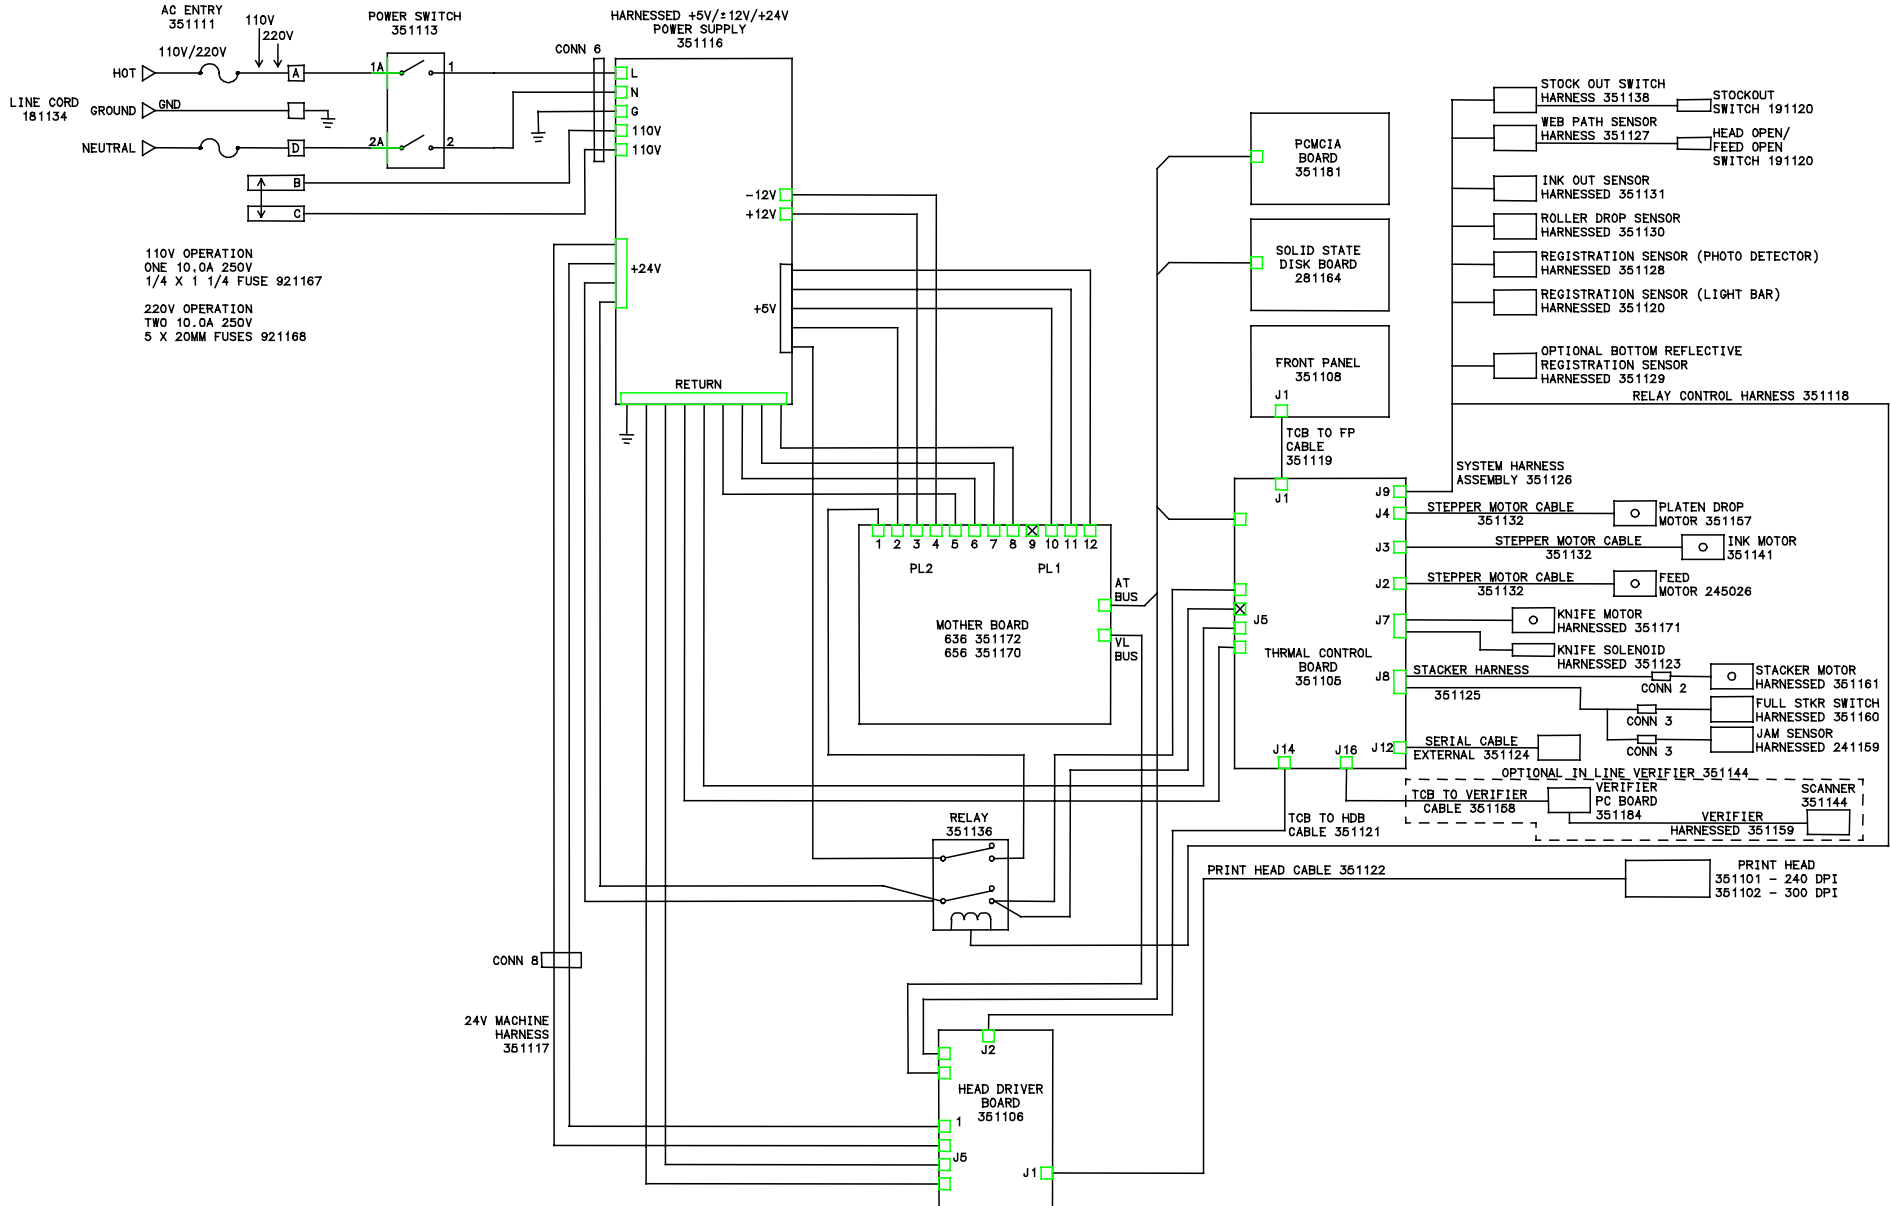 AC ENTRY
351111
110V
220V
110V/220V
HOT
A
LINE CORD
181134
GROUND
GND
NEUTRAL
D
B
C
POWER SWITCH
351113
1A
1
2A
2
110V OPERATION
ONE 10.0A 250V
1/4 X 1 1/4 FUSE 921167
220V OPERATION
TWO 10.0A 250V
5 X 20MM FUSES 921168
HARNESSED +5V/±12V/+24V
POWER SUPPLY
351116
CONN 6
L
N
G
110V
110V
-12V
+12V
+24V
+5V
RETURN
PCMCIA
BOARD
351181
SOLID STATE
DISK BOARD
281164
FRONT PANEL
351108
J1
TCB TO FP
CABLE
351119
STOCK OUT SWITCH
HARNESS 351138
STOCKOUT
SWITCH 191120
WEB PATH SENSOR
HARNESS 351127
HEAD OPEN/
FEED OPEN
SWITCH 191120
INK OUT SENSOR
HARNESSED 351131
ROLLER DROP SENSOR
HARNESSED 351130
REGISTRATION SENSOR (PHOTO DETECTOR)
HARNESSED 351128
REGISTRATION SENSOR (LIGHT BAR)
HARNESSED 351120
OPTIONAL BOTTOM REFLECTIVE
REGISTRATION SENSOR
HARNESSED 351129
RELAY CONTROL HARNESS 351118
SYSTEM HARNESS
ASSEMBLY 351126
1 2 3 4 5 6 7 8 9 10 11 12
PL2
PL1
AT
BUS
MOTHER BOARD
636 351172
656 351170
VL
BUS
J1
J9
J4
J3
J2
J7
J5
THRMAL CONTROL
BOARD
351105
J8
J12
J14
J16
STEPPER MOTOR CABLE
351132
PLATEN DROP
MOTOR 351157
STEPPER MOTOR CABLE
351132
INK MOTOR
351141
STEPPER MOTOR CABLE
351132
FEED
MOTOR 245026
KNIFE MOTOR
HARNESSED 351171
KNIFE SOLENOID
HARNESSED 351123
STACKER HARNESS
351125
CONN 2
STACKER MOTOR
HARNESSED 351161
CONN 3
FULL STKR SWITCH
HARNESSED 351160
CONN 3
JAM SENSOR
HARNESSED 241159
SERIAL CABLE
EXTERNAL 351124
OPTIONAL IN LINE VERIFIER 351144
TCB TO VERIFIER
CABLE 351158
VERIFIER
PC BOARD
351184
SCANNER
351144
VERIFIER
HARNESSED 351159
TCB TO HDB
CABLE 351121
RELAY
351136
PRINT HEAD CABLE 351122
PRINT HEAD
351101 - 240 DPI
351102 - 300 DPI
CONN 8
24V MACHINE
HARNESS
351117
J2
HEAD DRIVER
BOARD
351106
1
J5
J1